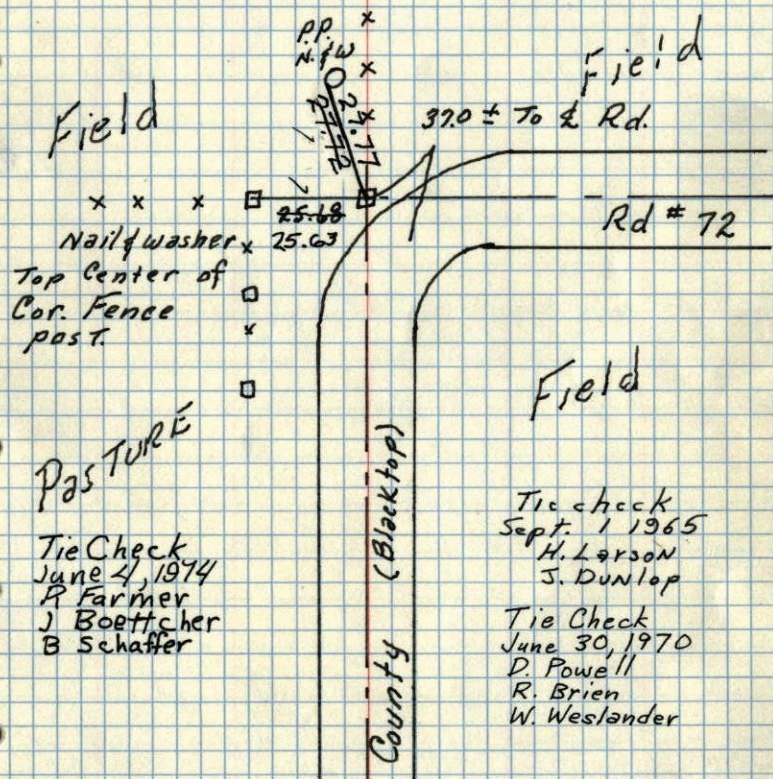 P.P.
N. & W
Field
Field
27.77
27.72
37.0 ± To ℄ Rd.
25.68
25.63
Rd # 72
Nail & washer
Top Center of
Cor. Fence
post.
Field
PasTURE
County (Blacktop)
Tie Check
June 4, 1974
R Farmer
J Boettcher
B Schaffer
Tie check
Sept. 1 1965
H. Larson
J. Dunlop
Tie Check
June 30, 1970
D. Powell
R. Brien
W. Weslander